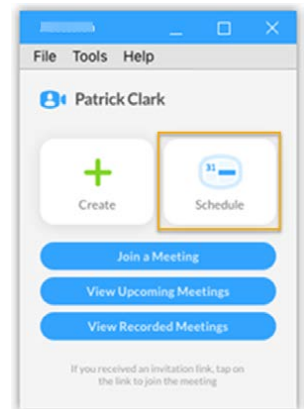 File Tools Help
Patrick Clark
31
Create Schedule
Join a Meeting
View Upcoming Meetings
View Recorded Meetings
If you received an invitation link, tap on
the link to join the meeting